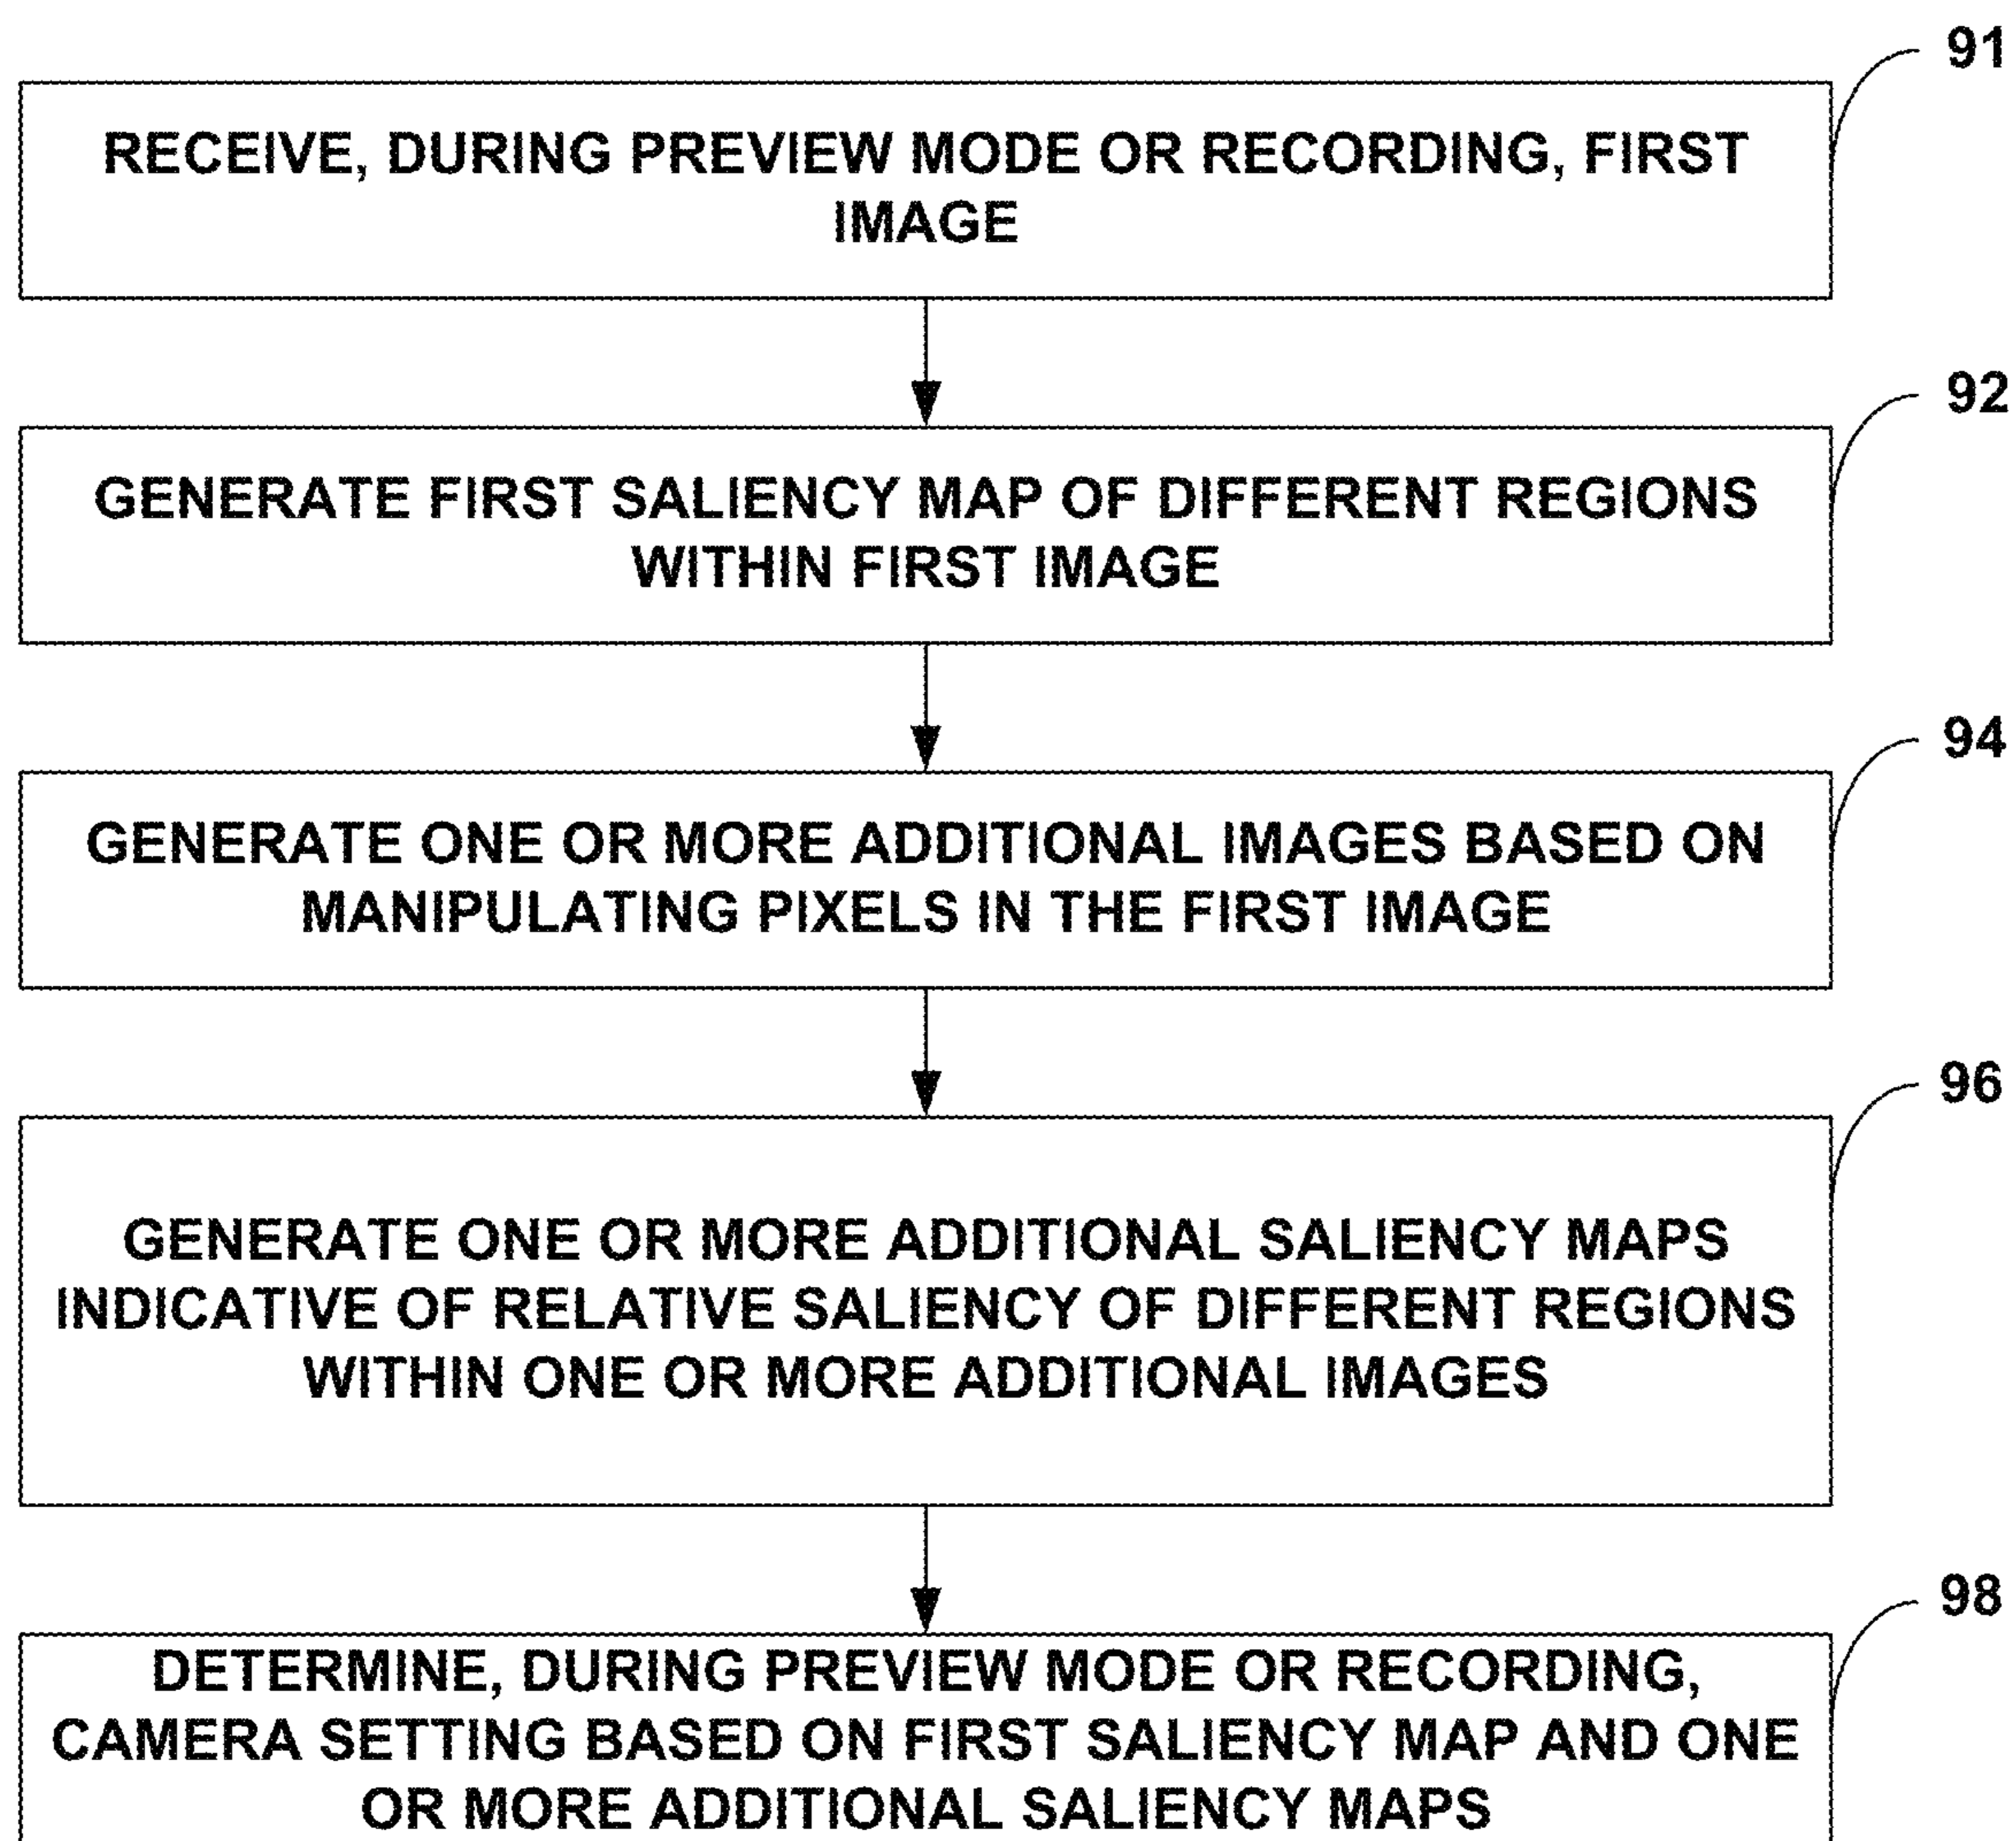 91
RECEIVE, DURING PREVIEW MODE OR RECORDING, FIRST
IMAGE
92
GENERATE FIRST SALIENCY MAP OF DIFFERENT REGIONS
WITHIN FIRST IMAGE
94
GENERATE ONE OR MORE ADDITIONAL IMAGES BASED ON
MANIPULATING PIXELS IN THE FIRST IMAGE
96
GENERATE ONE OR MORE ADDITIONAL SALIENCY MAPS
INDICATIVE OF RELATIVE SALIENCY OF DIFFERENT REGIONS
WITHIN ONE OR MORE ADDITIONAL IMAGES
98
DETERMINE, DURING PREVIEW MODE OR RECORDING,
CAMERA SETTING BASED ON FIRST SALIENCY MAP AND ONE
OR MORE ADDITIONAL SALIENCY MAPS